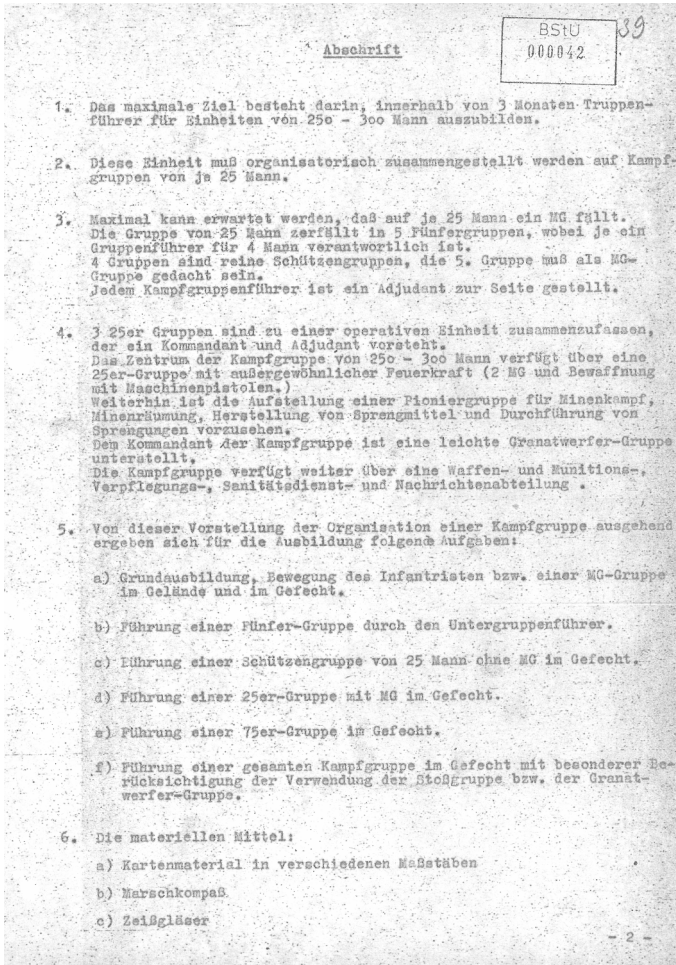 BStU
000042
39
Abschrift
1. Das maximale Ziel besteht darin, innerhalb von 3 Monaten Truppen-
führer für Einheiten von 25o - 3oo Mann auszubilden.
2. Diese Einheit muß organisatorisch zusammengestellt werden auf Kampf-
gruppen von je 25 Mann.
3. Maximal kann erwartet werden, daß auf je 25 Mann ein MG fällt.
Die Gruppe von 25 Mann zerfällt in 5 Fünfergruppen, wobei je ein
Gruppenführer für 4 Mann verantwortlich ist.
4 Gruppen sind reine Schützengruppen, die 5. Gruppe muß als MG-
Gruppe gedacht sein.
Jedem Kampfgruppenführer ist ein Adjudant zur Seite gestellt.
4. 3 25er Gruppen sind zu einer operativen Einheit zusammenzufassen,
der ein Kommandant und Adjudant vorsteht.
Das Zentrum der Kampfgruppe von 25o - 3oo Mann verfügt über eine
25er-Gruppe mit außergewöhnlicher Feuerkraft (2 MG und Bewaffnung
mit Maschinenpistolen.)
Weiterhin ist die Aufstellung einer Pioniergruppe für Minenkampf,
Minenräumung, Herstellung von Sprengmittel und Durchführung von
Sprengungen vorzusehen.
Dem Kommandant der Kampfgruppe ist eine leichte Granatwerfer-Gruppe
unterstellt.
Die Kampfgruppe verfügt weiter über eine Waffen- und Munitions-,
Verpflegungs-, Sanitätsdienst- und Nachrichtenabteilung .
5. Von dieser Vorstellung der Organisation einer Kampfgruppe ausgehend
ergeben sich für die Ausbildung folgende Aufgaben:
a) Grundausbildung, Bewegung des Infantristen bzw. einer MG-Gruppe
im Gelände und im Gefecht.
b) Führung einer Fünfer-Gruppe durch den Untergruppenführer.
c) Führung einer Schützengruppe von 25 Mann ohne MG im Gefecht.
d) Führung einer 25er-Gruppe mit MG im Gefecht.
e) Führung einer 75er-Gruppe im Gefecht.
f) Führung einer gesamten Kampfgruppe im Gefecht mit besonderer Be-
rücksichtigung der Verwendung der Stoßgruppe bzw. der Granat-
werfer-Gruppe.
6. Die materiellen Mittel:
a) Kartenmaterial in verschiedenen Maßstäben
b) Marschkompaß
c) Zeißgläser
- 2 -